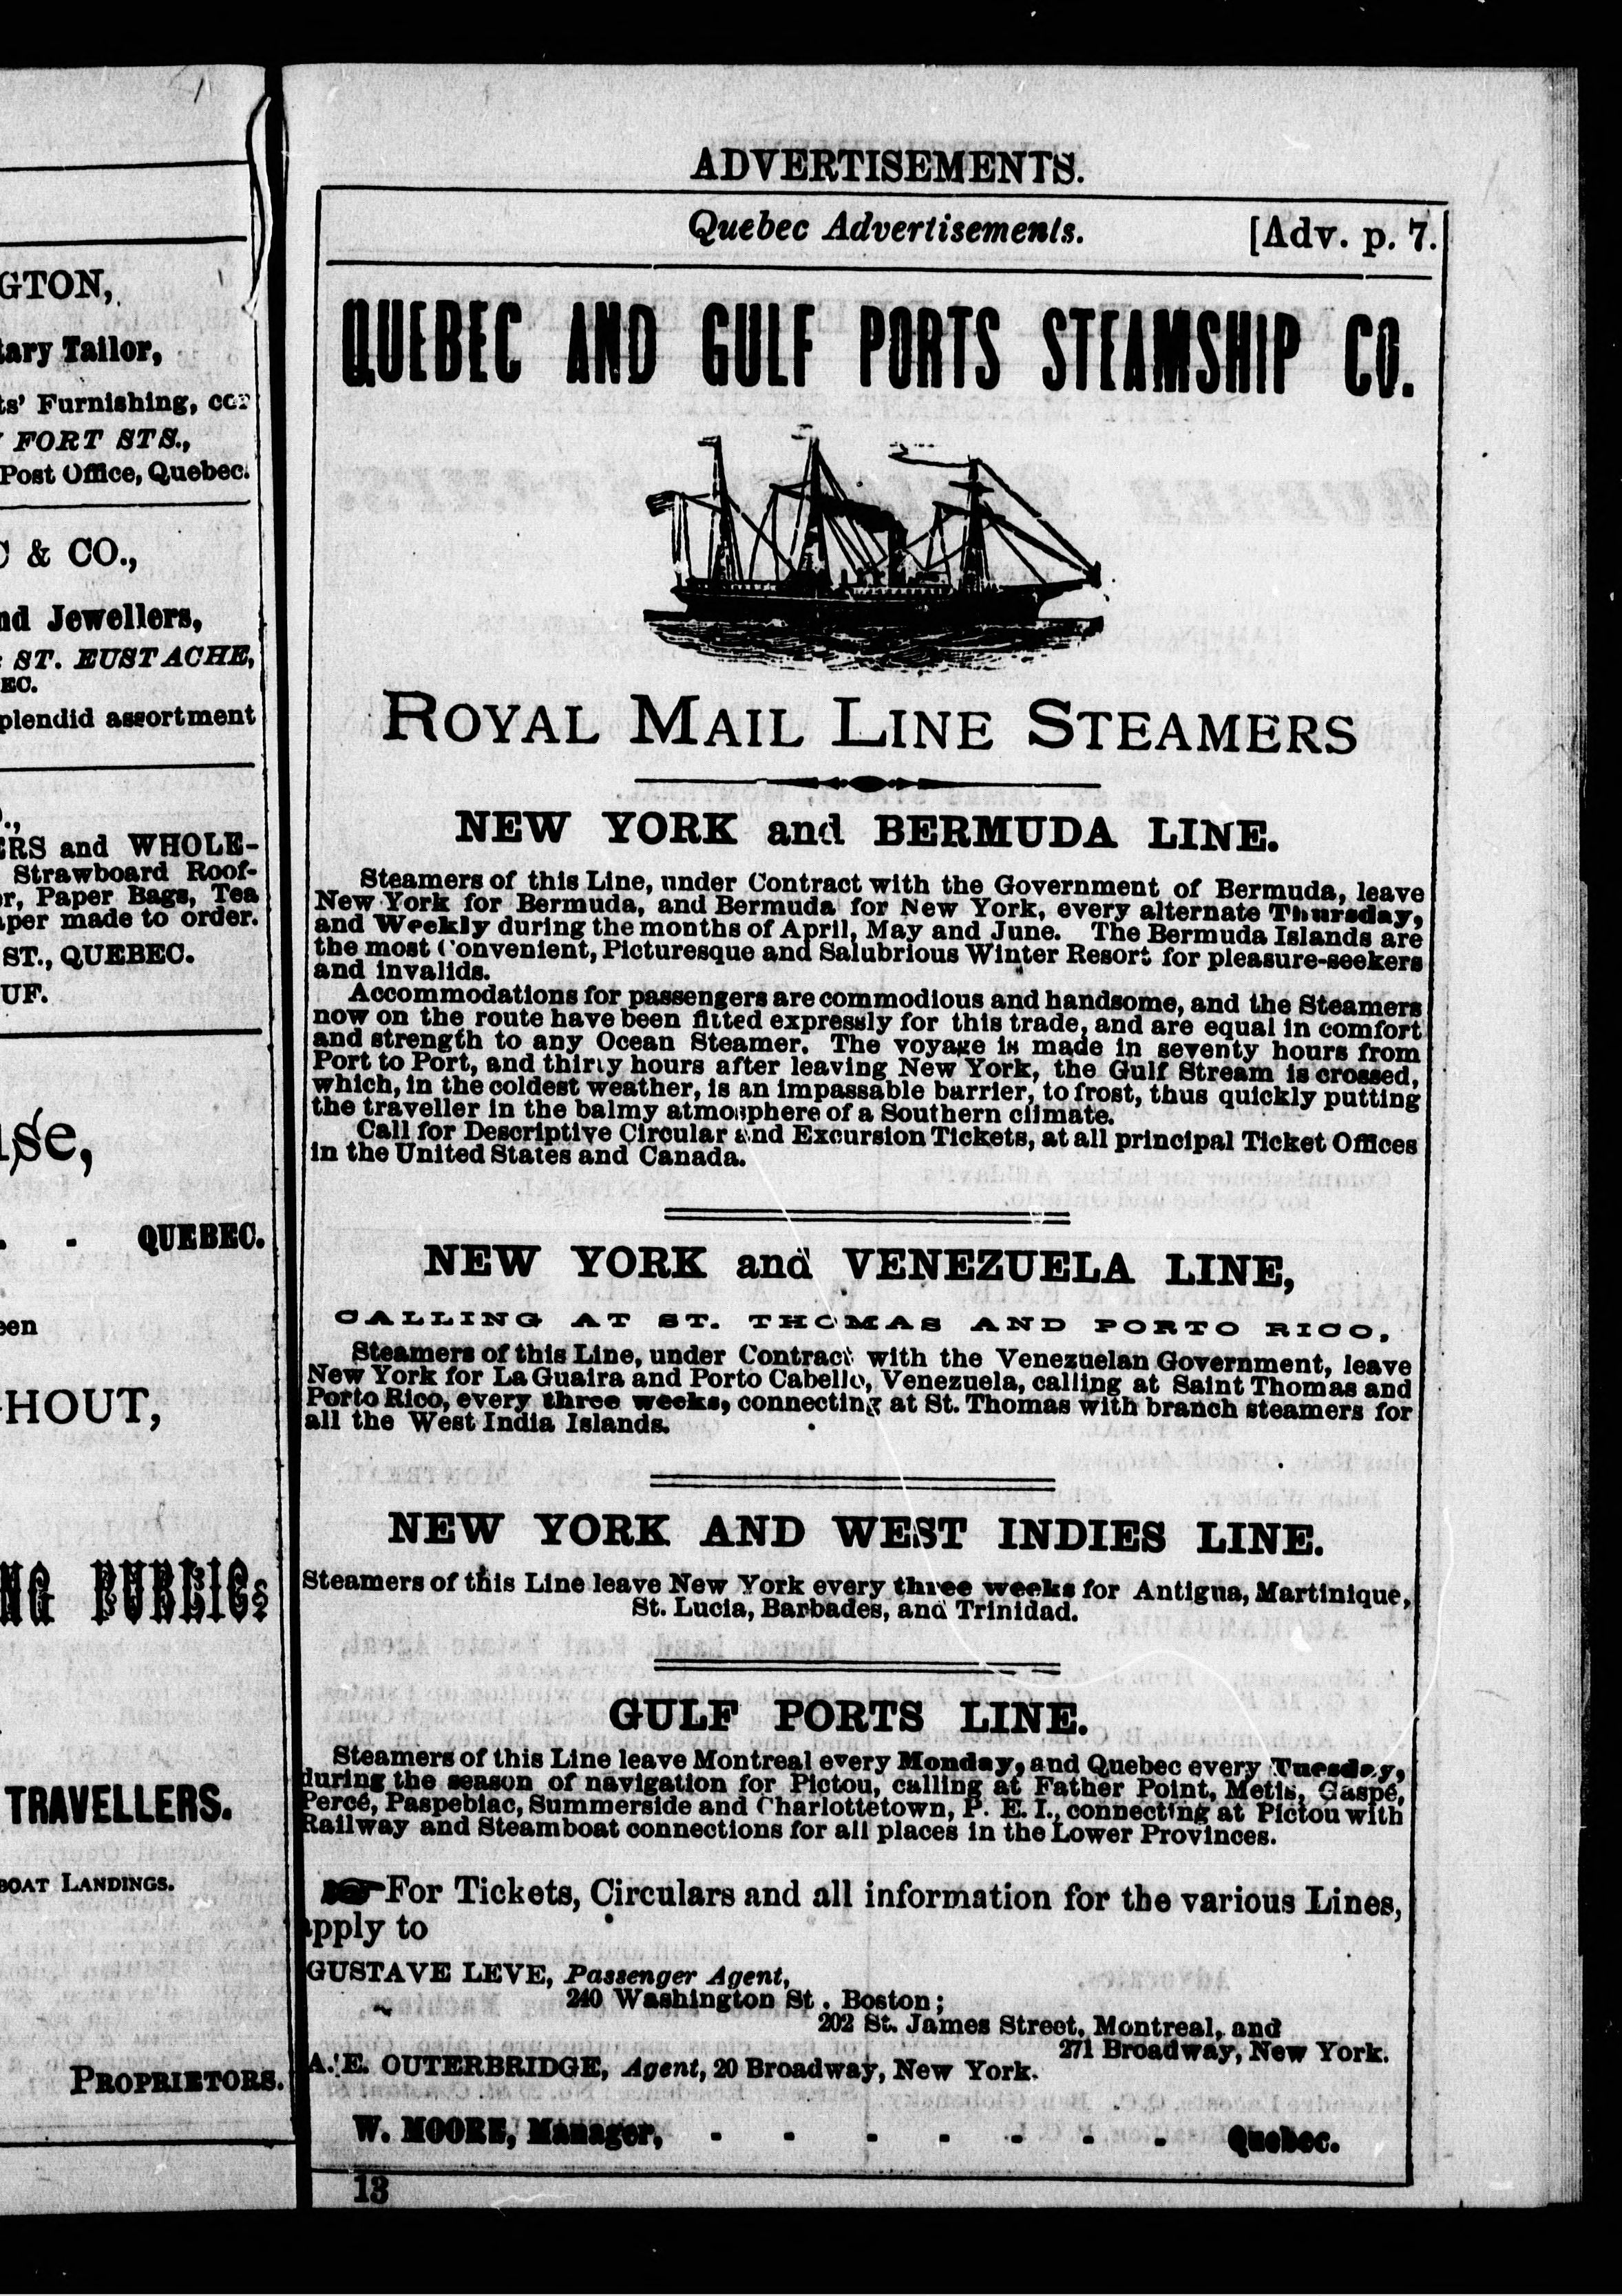 GTON,
tary Tailor,
ts' Furnishing, cor
FORT STS.,
Post Office, Quebec.
& CO.,
nd Jewellers,
ST. EUSTACHE,
EC.
plendid assortment
ERS and WHOLE-
Strawboard Roof-
er, Paper Bags, Tea
aper made to order.
ST., QUEBEC.
UF.
se,
- QUEBEC.
een
HOUT,
NG PUBLIC:
TRAVELLERS.
BOAT LANDINGS.
PROPRIETORS.
ADVERTISEMENTS.
Quebec Advertisements. [Adv. p. 7.
QUEBEC AND GULF PORTS STEAMSHIP CO.
ROYAL MAIL LINE STEAMERS
NEW YORK and BERMUDA LINE.
Steamers of this Line, under Contract with the Government of Bermuda, leave
New York for Bermuda, and Bermuda for New York, every alternate Thursday,
and Weekly during the months of April, May and June. The Bermuda Islands are
the most Convenient, Picturesque and Salubrious Winter Resort for pleasure-seekers
and invalids.
Accommodations for passengers are commodious and handsome, and the Steamers
now on the route have been fitted expressly for this trade, and are equal in comfort
and strength to any Ocean Steamer. The voyage is made in seventy hours from
Port to Port, and thirty hours after leaving New York, the Gulf Stream is crossed,
which, in the coldest weather, is an impassable barrier, to frost, thus quickly putting
the traveller in the balmy atmosphere of a Southern climate.
Call for Descriptive Circular and Excursion Tickets, at all principal Ticket Offices
in the United States and Canada.
NEW YORK and VENEZUELA LINE,
CALLING AT ST. THOMAS AND PORTO RICO,
Steamers of this Line, under Contract with the Venezuelan Government, leave
New York for La Guaira and Porto Cabello, Venezuela, calling at Saint Thomas and
Porto Rico, every three weeks, connecting at St. Thomas with branch steamers for
all the West India Islands.
NEW YORK AND WEST INDIES LINE.
Steamers of this Line leave New York every three weeks for Antigua, Martinique,
St. Lucia, Barbades, and Trinidad.
GULF PORTS LINE.
Steamers of this Line leave Montreal every Monday, and Quebec every Tuesday,
during the season of navigation for Pictou, calling at Father Point, Metis, Gaspé,
Percé, Paspebiac, Summerside and Charlottetown, P. E. I., connecting at Pictou with
Railway and Steamboat connections for all places in the Lower Provinces.
For Tickets, Circulars and all information for the various Lines,
apply to
GUSTAVE LEVE, Passenger Agent,
240 Washington St. Boston;
202 St. James Street, Montreal, and
271 Broadway, New York.
A. E. OUTERBRIDGE, Agent, 20 Broadway, New York.
W. MOORE, Manager, - - - - - - - Quebec.
13